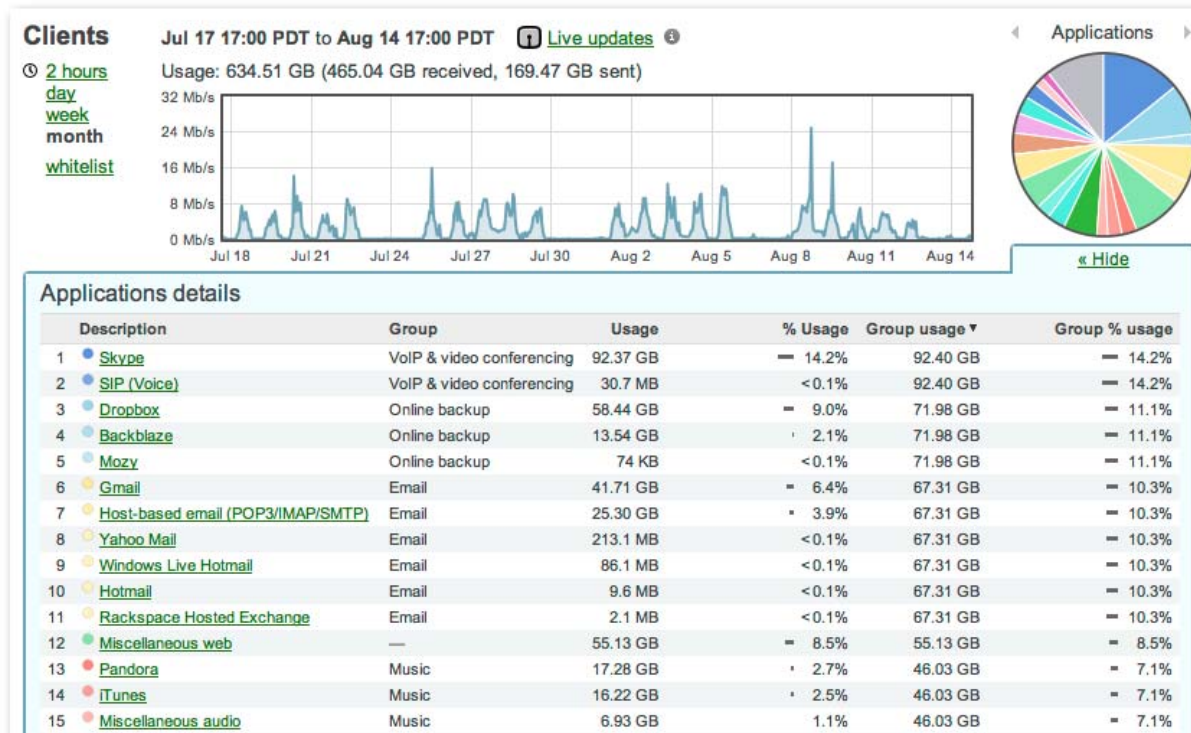 Clients
Jul 17 17:00 PDT to Aug 14 17:00 PDT Live updates
Applications
2 hours
day
week
month
whitelist
Usage: 634.51 GB (465.04 GB received, 169.47 GB sent)
32 Mb/s
24 Mb/s
16 Mb/s
8 Mb/s
0 Mb/s
Jul 18 Jul 21 Jul 24 Jul 27 Jul 30 Aug 2 Aug 5 Aug 8 Aug 11 Aug 14
« Hide
Applications details
Description Group Usage % Usage Group usage ▼ Group % usage
1 Skype VoIP & video conferencing 92.37 GB 14.2% 92.40 GB 14.2%
2 SIP (Voice) VoIP & video conferencing 30.7 MB <0.1% 92.40 GB 14.2%
3 Dropbox Online backup 58.44 GB 9.0% 71.98 GB 11.1%
4 Backblaze Online backup 13.54 GB 2.1% 71.98 GB 11.1%
5 Mozy Online backup 74 KB <0.1% 71.98 GB 11.1%
6 Gmail Email 41.71 GB 6.4% 67.31 GB 10.3%
7 Host-based email (POP3/IMAP/SMTP) Email 25.30 GB 3.9% 67.31 GB 10.3%
8 Yahoo Mail Email 213.1 MB <0.1% 67.31 GB 10.3%
9 Windows Live Hotmail Email 86.1 MB <0.1% 67.31 GB 10.3%
10 Hotmail Email 9.6 MB <0.1% 67.31 GB 10.3%
11 Rackspace Hosted Exchange Email 2.1 MB <0.1% 67.31 GB 10.3%
12 Miscellaneous web — 55.13 GB 8.5% 55.13 GB 8.5%
13 Pandora Music 17.28 GB 2.7% 46.03 GB 7.1%
14 iTunes Music 16.22 GB 2.5% 46.03 GB 7.1%
15 Miscellaneous audio Music 6.93 GB 1.1% 46.03 GB 7.1%